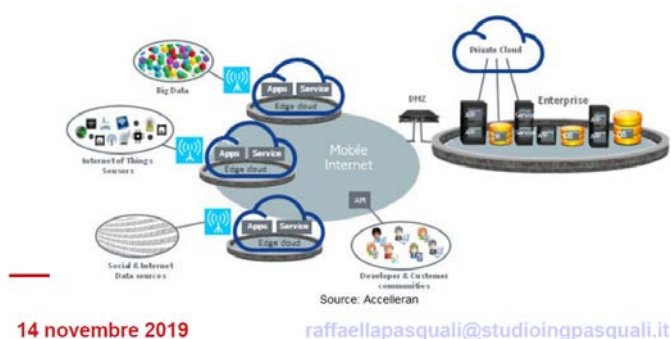 Private Cloud
Big Data
Apps Service
Edge cloud
DMZ
Enterprise
Internet of Things
Sensors
Apps Service
Edge cloud
Mobile
Internet
API
Apps Service
Edge cloud
Social & Internet
Data sources
Developer & Customer
communities
Source: Accelleran
14 novembre 2019
raffaellapasquali@studioingpasquali.it